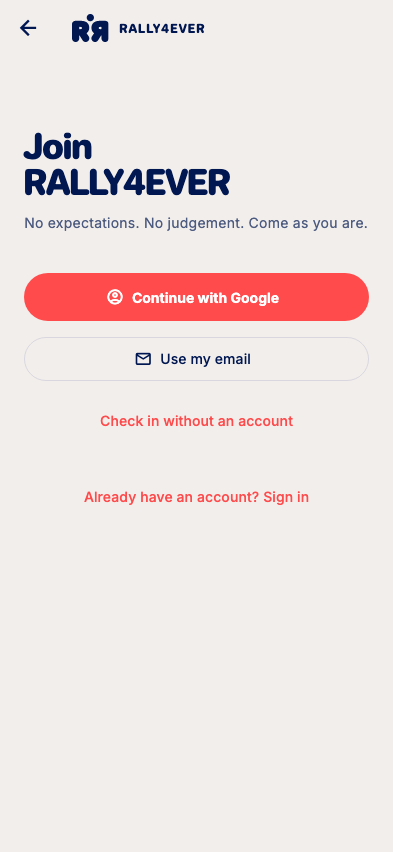 RALLY4EVER
Join
RALLY4EVER
No expectations. No judgement. Come as you are.
Continue with Google
Use my email
Check in without an account
Already have an account? Sign in